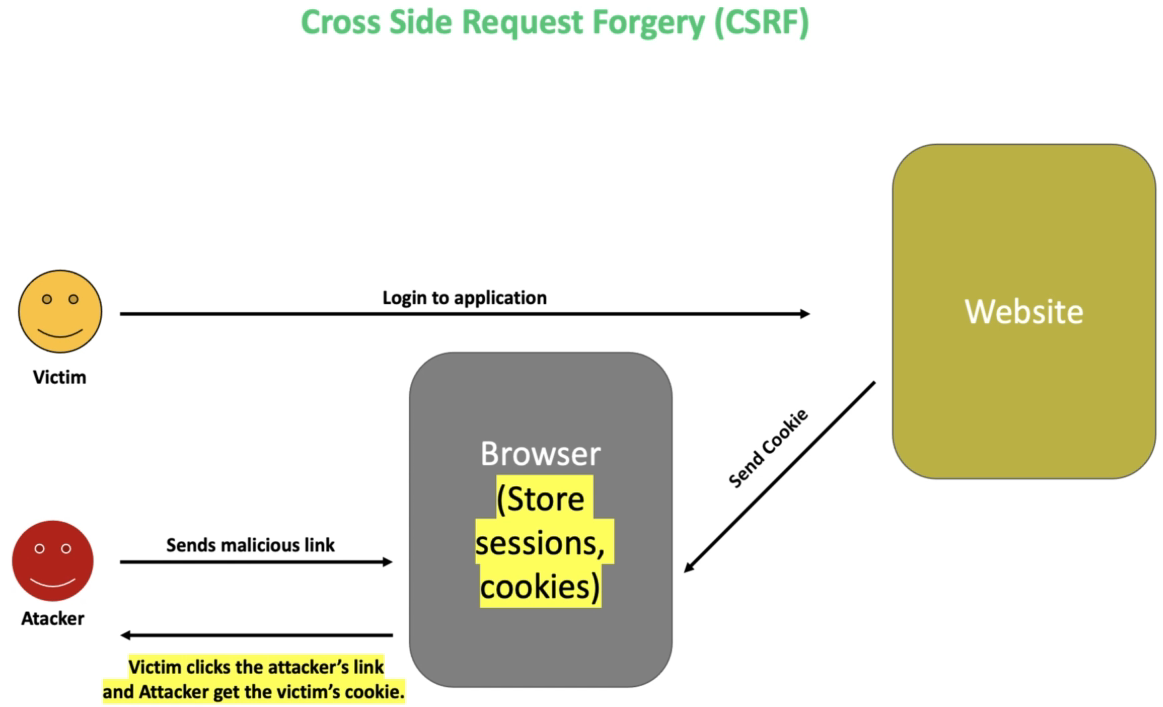 Cross Side Request Forgery (CSRF)
Login to application
Website
Victim
Send Cookie
Browser
(Store
sessions,
cookies)
Sends malicious link
Atacker
Victim clicks the attacker’s link
and Attacker get the victim’s cookie.